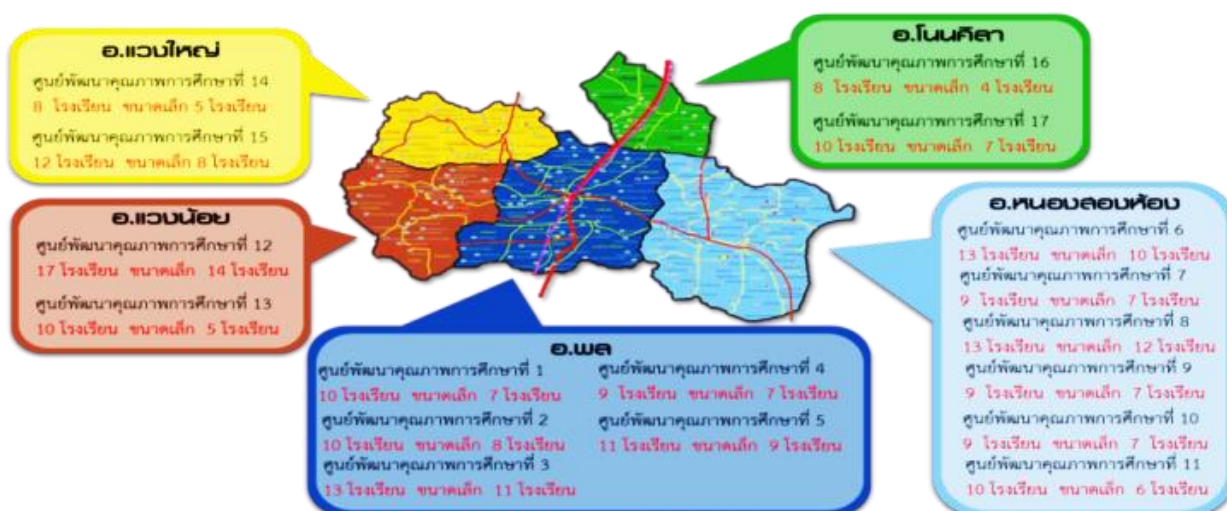 อ.แวงใหญ่
ศูนย์พัฒนาคุณภาพการศึกษาที่ 14
8 โรงเรียน ขนาดเล็ก 5 โรงเรียน
ศูนย์พัฒนาคุณภาพการศึกษาที่ 15
12 โรงเรียน ขนาดเล็ก 8 โรงเรียน
อ.โนนศิลา
ศูนย์พัฒนาคุณภาพการศึกษาที่ 16
8 โรงเรียน ขนาดเล็ก 4 โรงเรียน
ศูนย์พัฒนาคุณภาพการศึกษาที่ 17
10 โรงเรียน ขนาดเล็ก 7 โรงเรียน
อ.แวงน้อย
ศูนย์พัฒนาคุณภาพการศึกษาที่ 12
17 โรงเรียน ขนาดเล็ก 14 โรงเรียน
ศูนย์พัฒนาคุณภาพการศึกษาที่ 13
10 โรงเรียน ขนาดเล็ก 5 โรงเรียน
อ.พล
ศูนย์พัฒนาคุณภาพการศึกษาที่ 1
10 โรงเรียน ขนาดเล็ก 7 โรงเรียน
ศูนย์พัฒนาคุณภาพการศึกษาที่ 2
10 โรงเรียน ขนาดเล็ก 8 โรงเรียน
ศูนย์พัฒนาคุณภาพการศึกษาที่ 3
13 โรงเรียน ขนาดเล็ก 11 โรงเรียน
ศูนย์พัฒนาคุณภาพการศึกษาที่ 4
9 โรงเรียน ขนาดเล็ก 7 โรงเรียน
ศูนย์พัฒนาคุณภาพการศึกษาที่ 5
11 โรงเรียน ขนาดเล็ก 9 โรงเรียน
อ.หนองสองห้อง
ศูนย์พัฒนาคุณภาพการศึกษาที่ 6
13 โรงเรียน ขนาดเล็ก 10 โรงเรียน
ศูนย์พัฒนาคุณภาพการศึกษาที่ 7
9 โรงเรียน ขนาดเล็ก 7 โรงเรียน
ศูนย์พัฒนาคุณภาพการศึกษาที่ 8
13 โรงเรียน ขนาดเล็ก 12 โรงเรียน
ศูนย์พัฒนาคุณภาพการศึกษาที่ 9
9 โรงเรียน ขนาดเล็ก 7 โรงเรียน
ศูนย์พัฒนาคุณภาพการศึกษาที่ 10
9 โรงเรียน ขนาดเล็ก 7 โรงเรียน
ศูนย์พัฒนาคุณภาพการศึกษาที่ 11
10 โรงเรียน ขนาดเล็ก 6 โรงเรียน